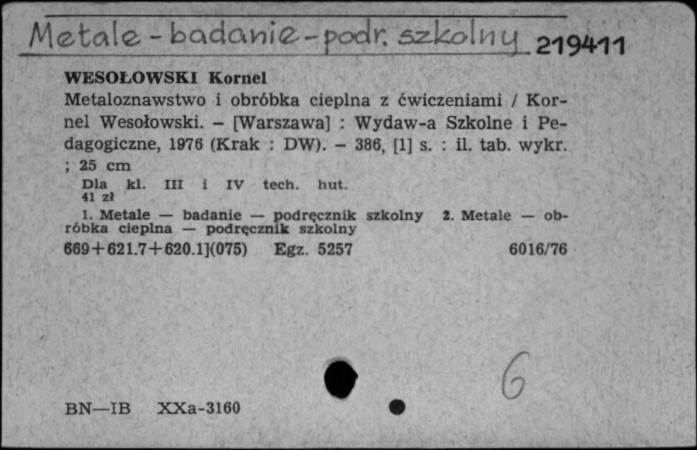 Metale - badanie - podr. szkolny 219411
WESOŁOWSKI Kornel
Metaloznawstwo i obróbka cieplna z ćwiczeniami / Kor-
nel Wesołowski. — [Warszawa] : Wydaw-a Szkolne i Pe-
dagogiczne, 1976 (Krak : DW). — 386, [1] s. : il. tab. wykr.
; 25 cm
Dla kl. III i IV tech. hut.
41 zł
1. Metale — badanie — podręcznik szkolny 2. Metale — ob-
róbka cieplna — podręcznik szkolny
669+621.7+620.1](075) Egz. 5257 6016/76
6
BN—IB XXa-3160